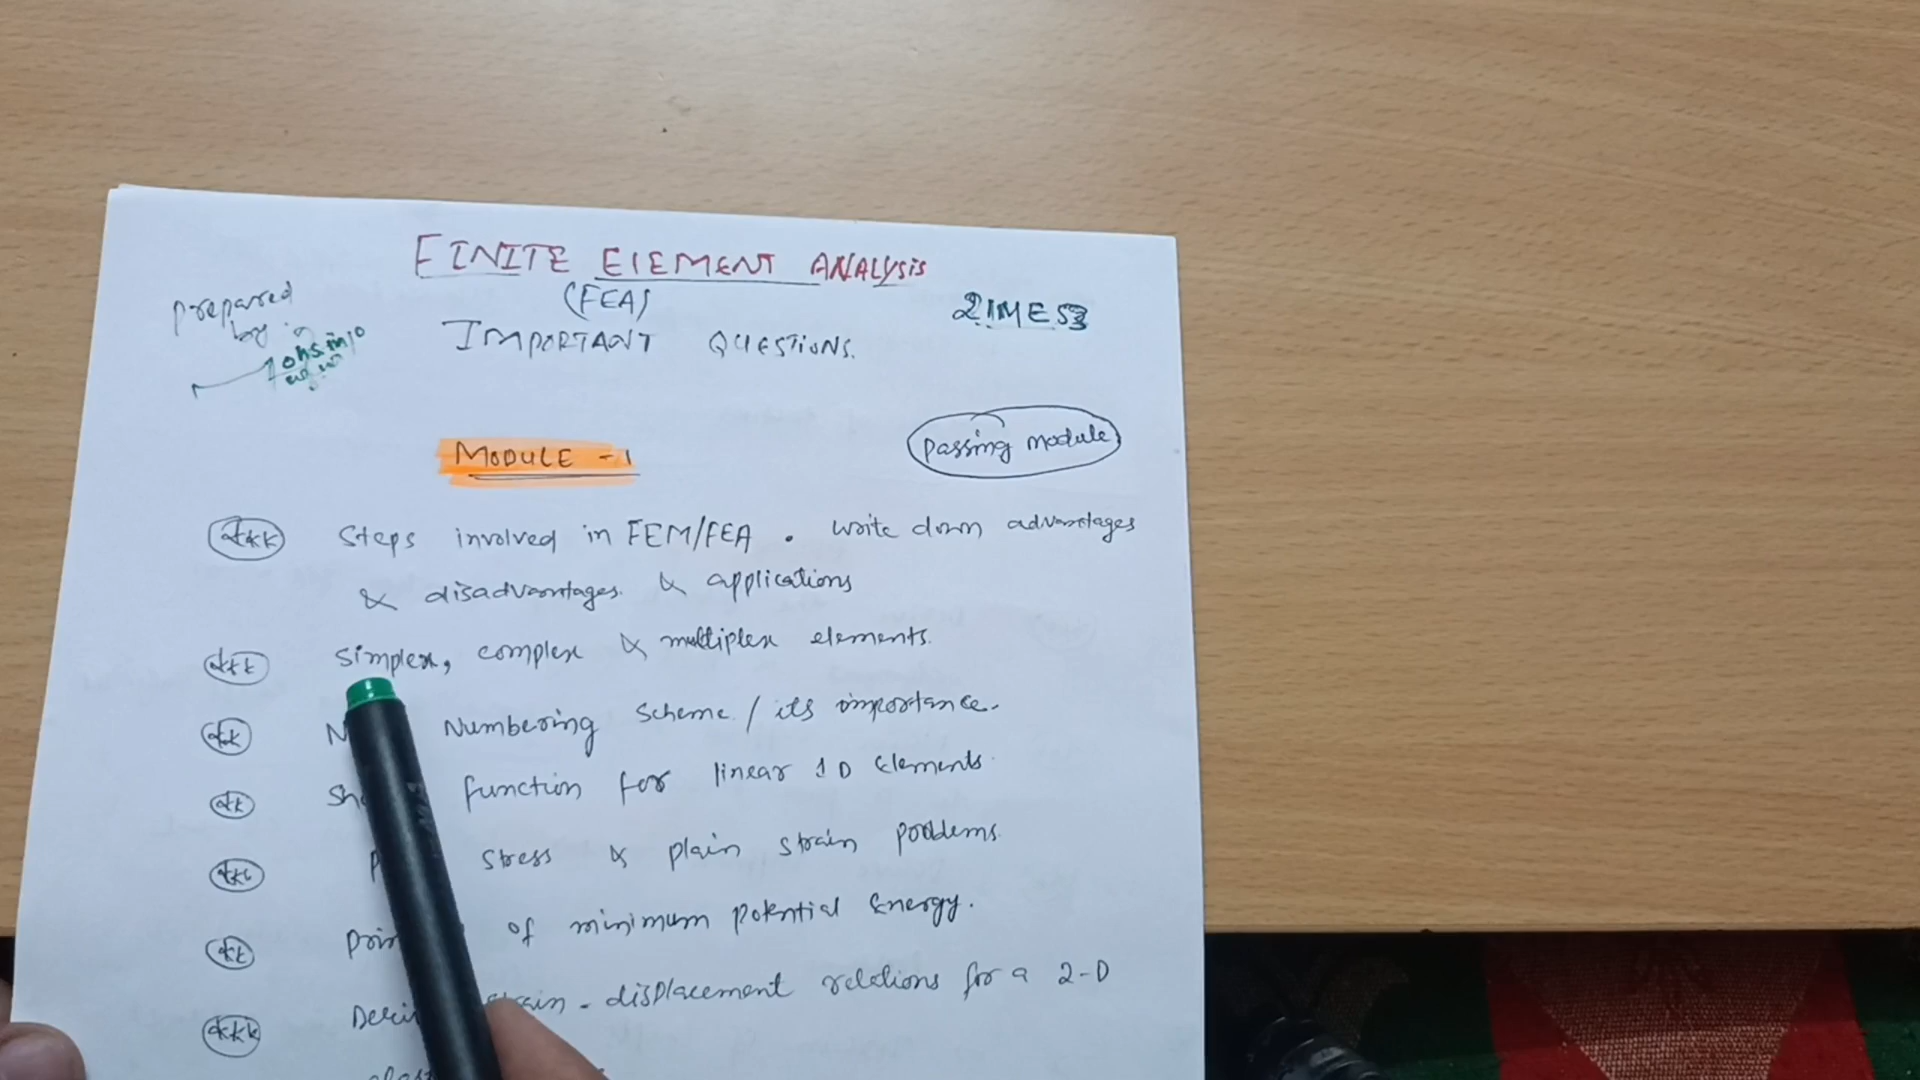 FINITE ElEMENT ANALYSIS
(FEA)
prepared
by
21ME53
IMPORTANT QUESTIONS.
MODULE - 1
passing module
Steps involved in FEM/FEA . write down advantages
& disadvantages. & applications
simplex, complex & multiplex elements.
Numbering scheme / its importance.
function for linear 1D Elements.
stress & plain strain problems.
of minimum potential Energy.
displacement relations for a 2-D